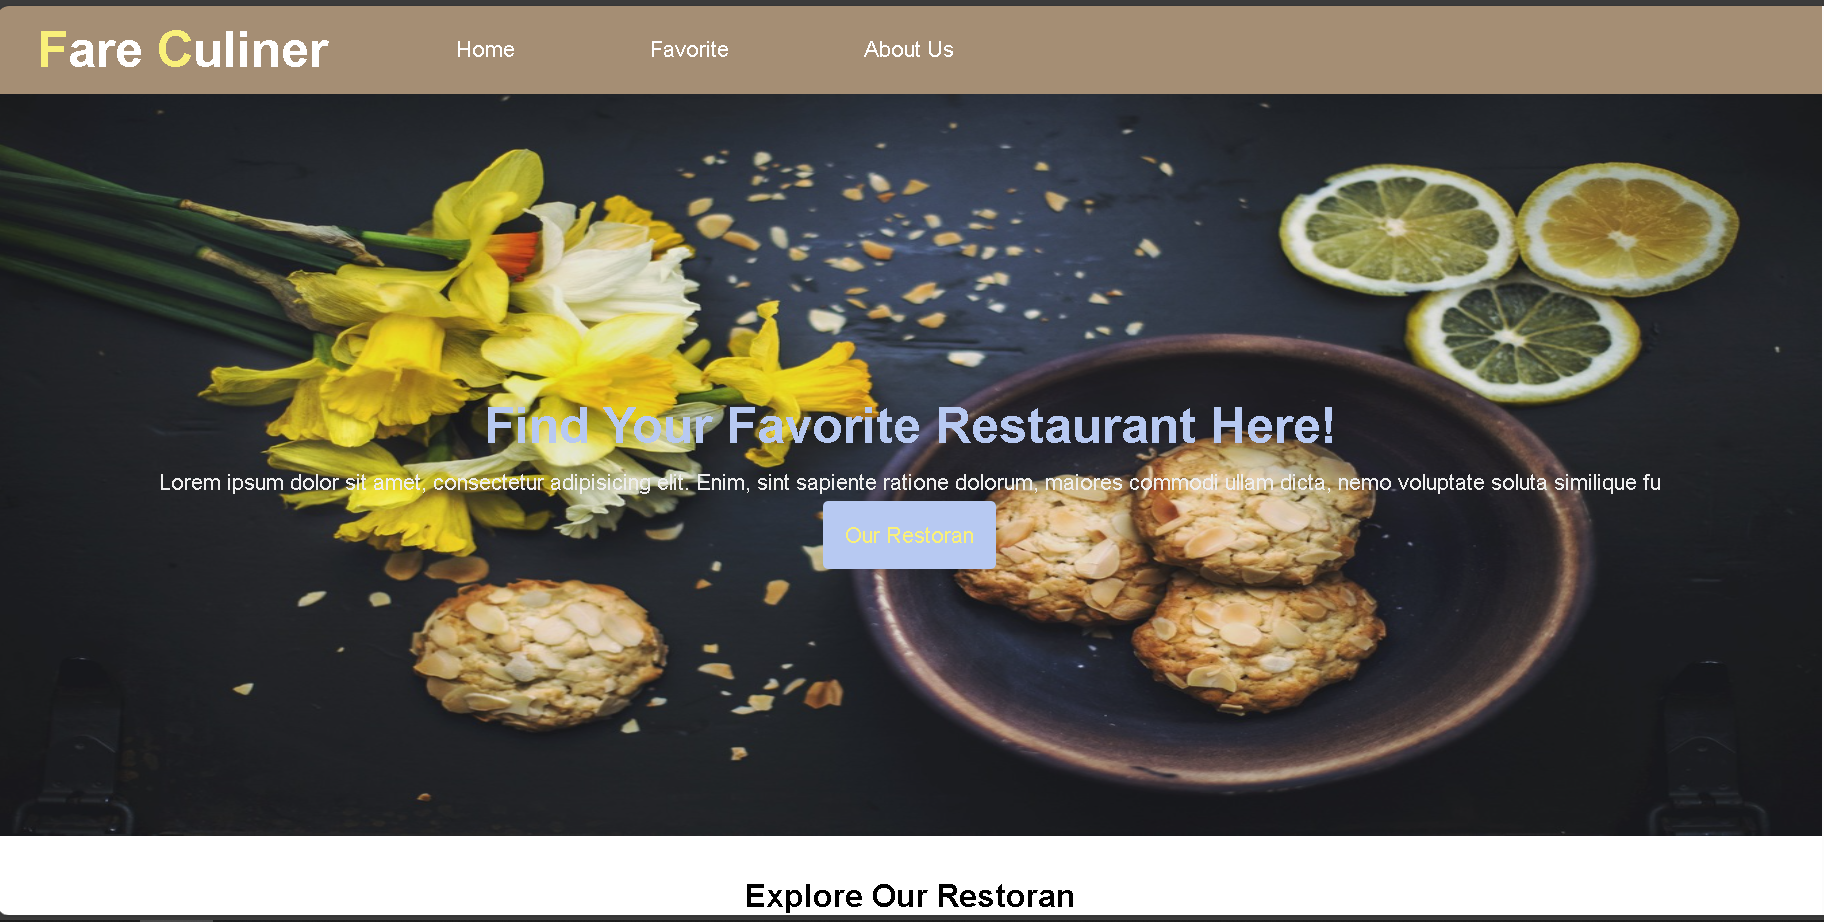 Fare Culiner
Home
Favorite
About Us
Find Your Favorite Restaurant Here!
Lorem ipsum dolor sit amet, consectetur adipisicing elit. Enim, sint sapiente ratione dolorum, maiores commodi ullam dicta, nemo voluptate soluta similique fu
Our Restoran
Explore Our Restoran